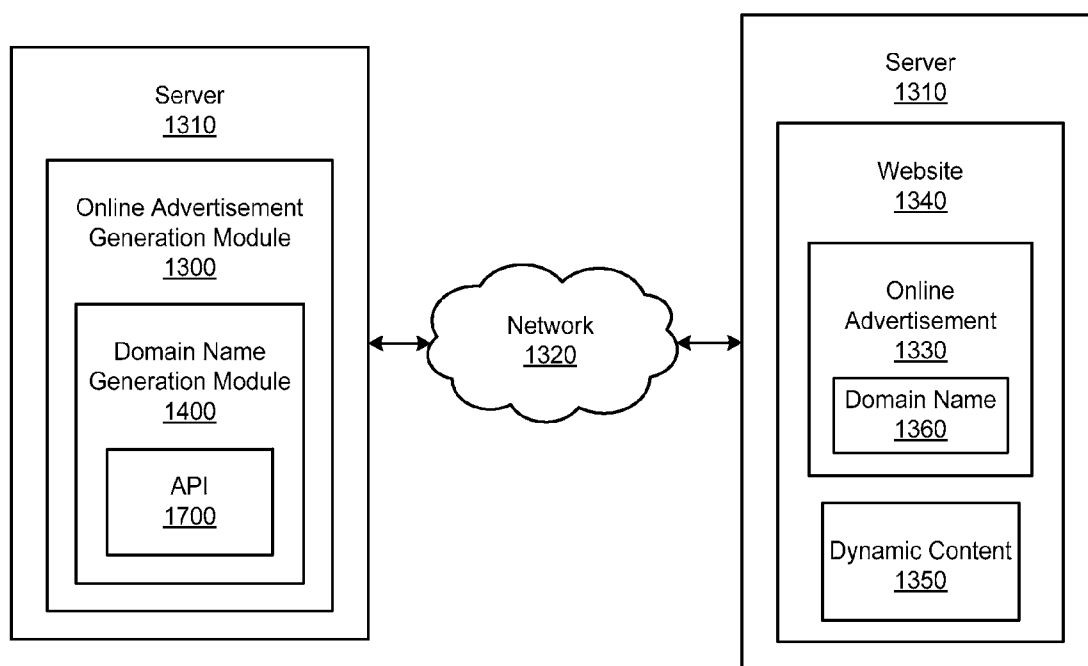 Server
1310
Online Advertisement
Generation Module
1300
Domain Name
Generation Module
1400
API
1700
Network
1320
Server
1310
Website
1340
Online
Advertisement
1330
Domain Name
1360
Dynamic Content
1350